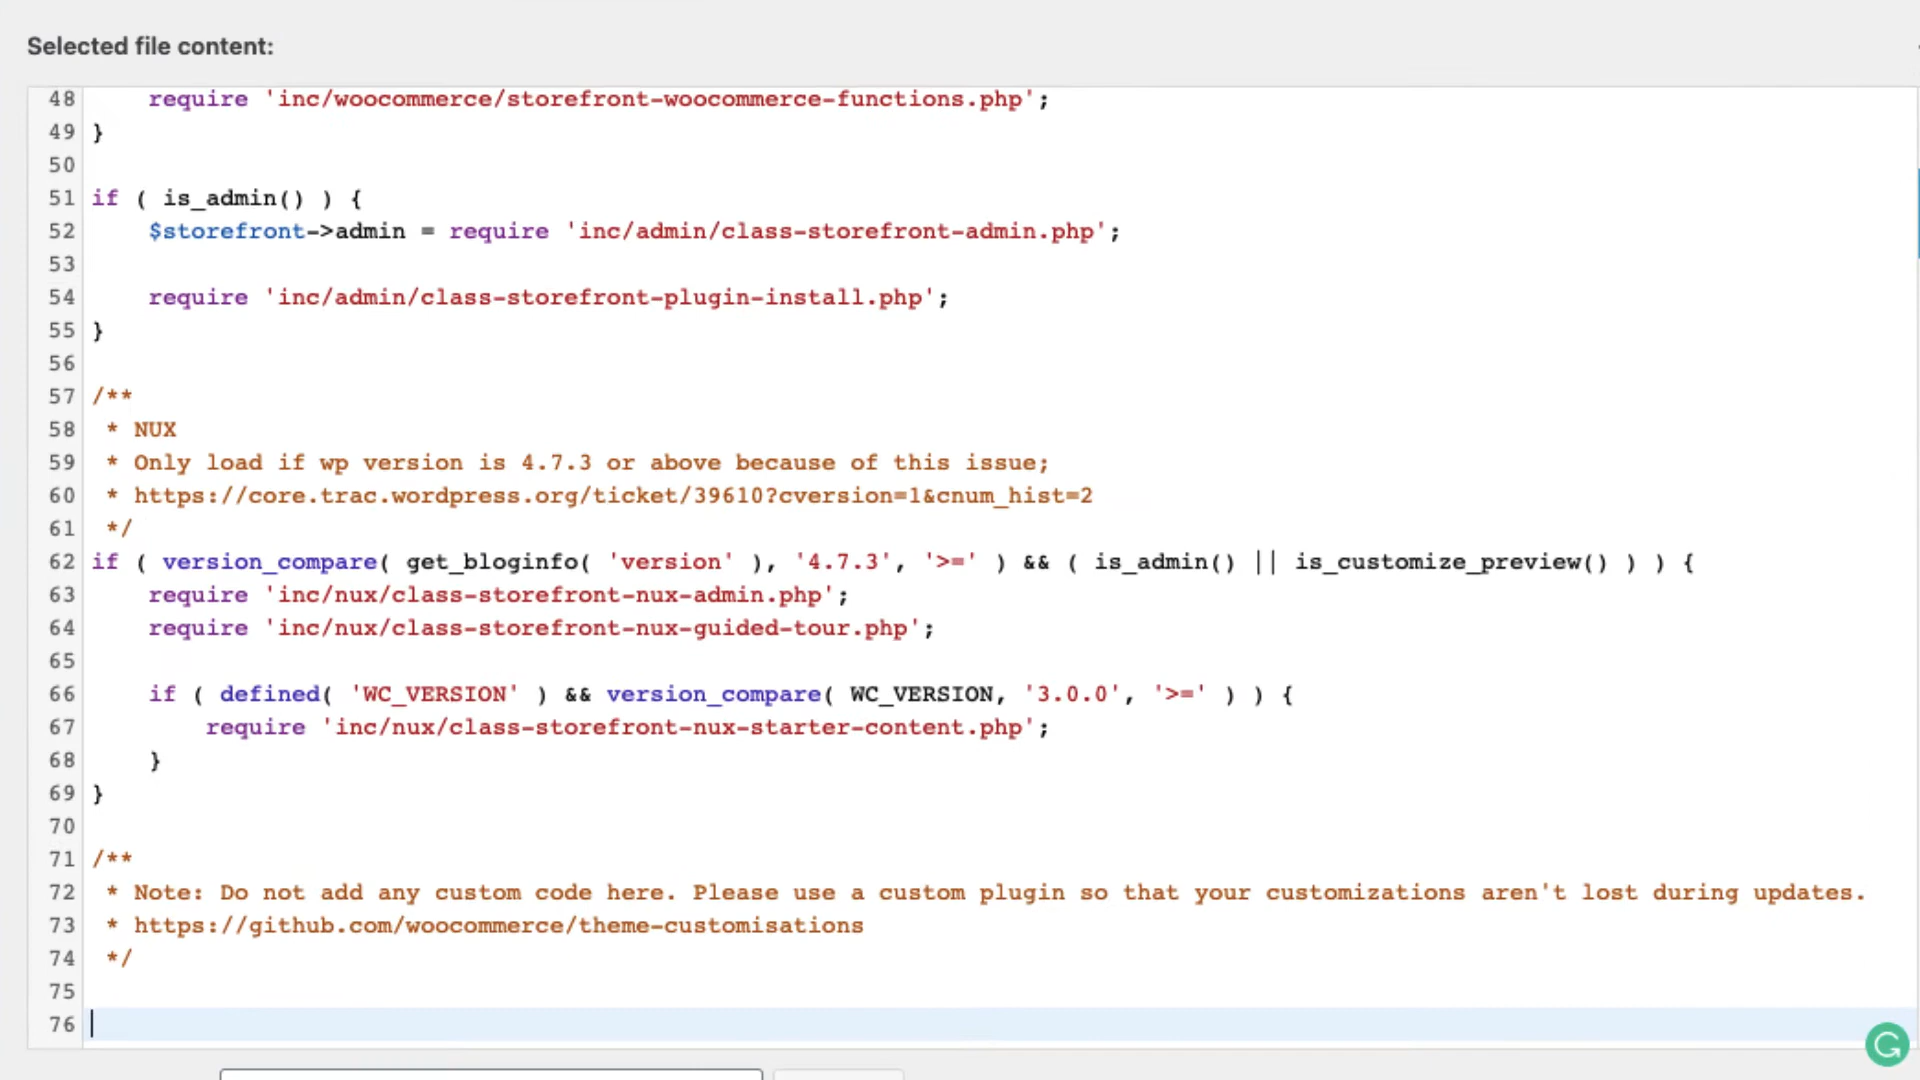 Selected file content:
48     require 'inc/woocommerce/storefront-woocommerce-functions.php';
49 }
50
51 if ( is_admin() ) {
52     $storefront->admin = require 'inc/admin/class-storefront-admin.php';
53
54     require 'inc/admin/class-storefront-plugin-install.php';
55 }
56
57 /**
58  * NUX
59  * Only load if wp version is 4.7.3 or above because of this issue;
60  * https://core.trac.wordpress.org/ticket/39610?cversion=1&cnum_hist=2
61  */
62 if ( version_compare( get_bloginfo( 'version' ), '4.7.3', '>=' ) && ( is_admin() || is_customize_preview() ) ) {
63     require 'inc/nux/class-storefront-nux-admin.php';
64     require 'inc/nux/class-storefront-nux-guided-tour.php';
65
66     if ( defined( 'WC_VERSION' ) && version_compare( WC_VERSION, '3.0.0', '>=' ) ) {
67         require 'inc/nux/class-storefront-nux-starter-content.php';
68     }
69 }
70
71 /**
72  * Note: Do not add any custom code here. Please use a custom plugin so that your customizations aren't lost during updates.
73  * https://github.com/woocommerce/theme-customisations
74  */
75
76